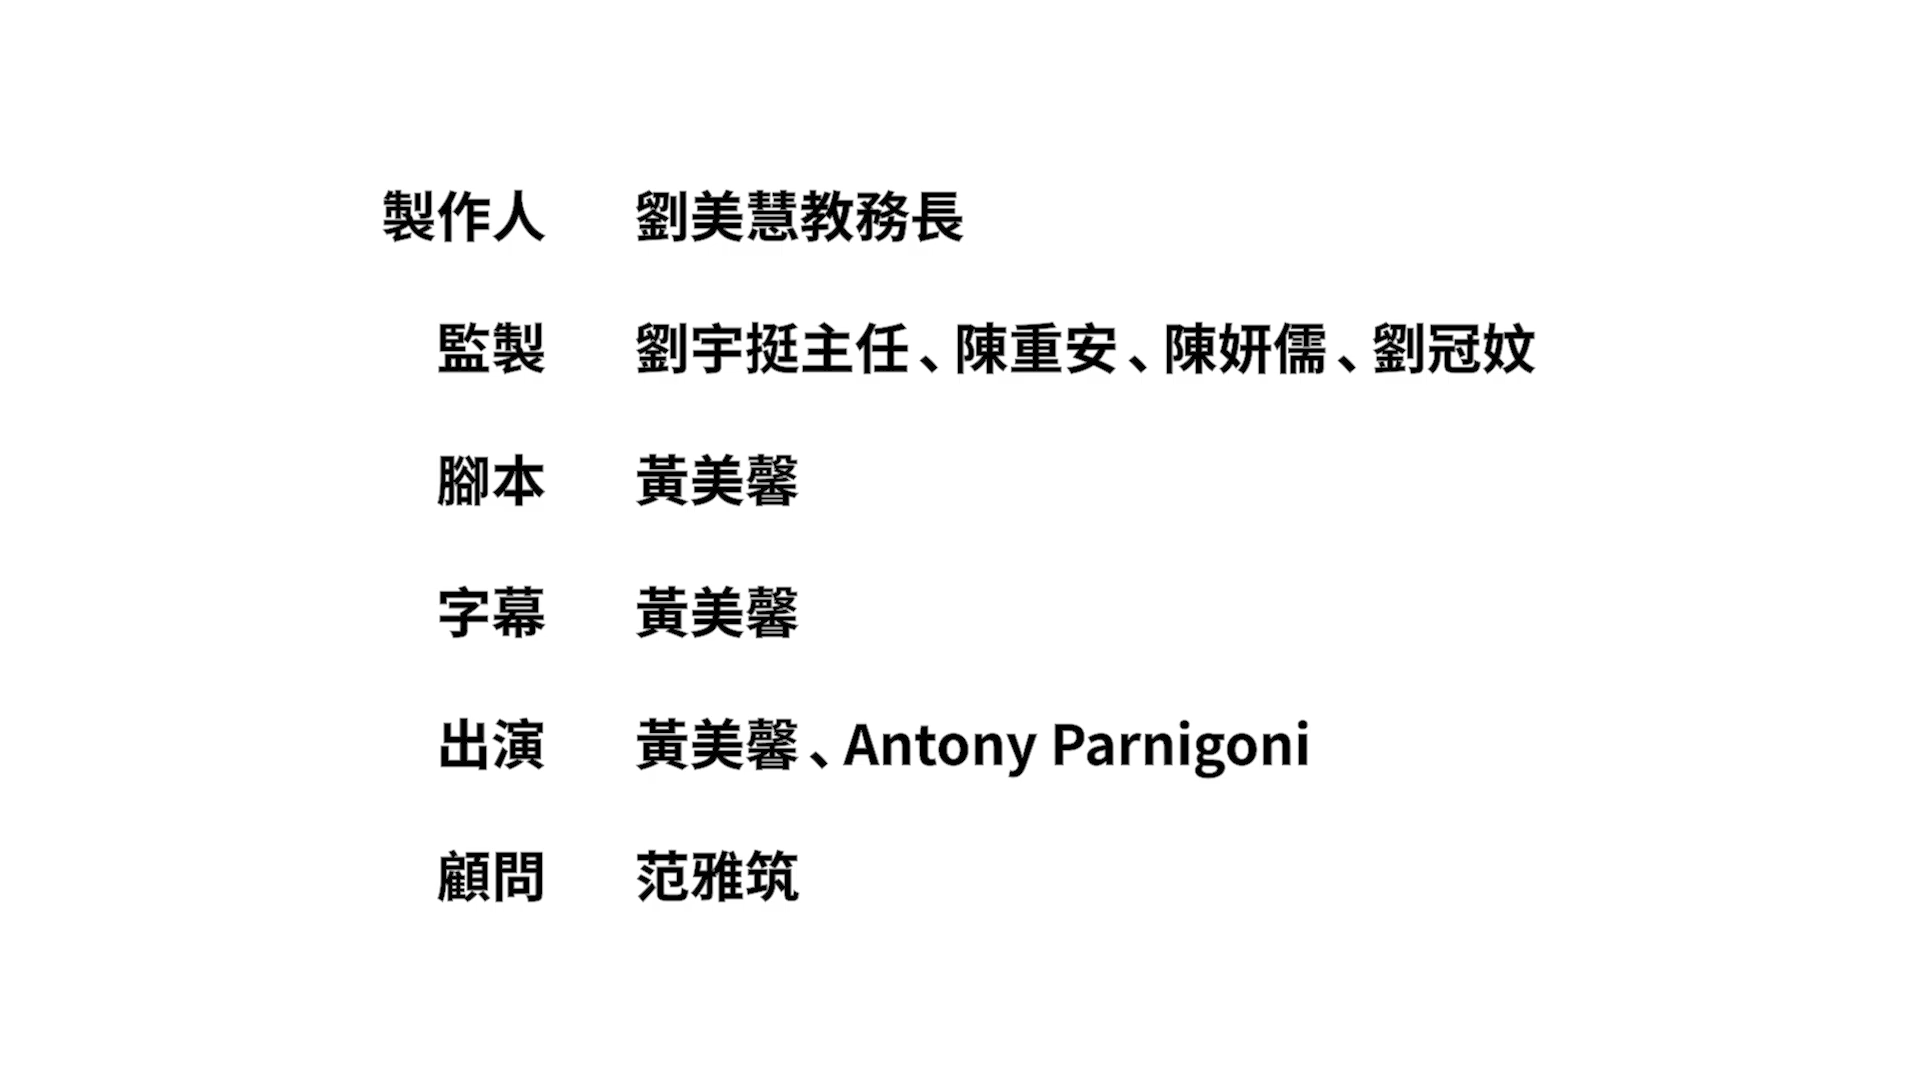 製作人 劉美慧教務長
監製 劉宇挺主任、陳重安、陳妍儒、劉冠妏
腳本 黃美馨
字幕 黃美馨
出演 黃美馨、Antony Parnigoni
顧問 范雅筑